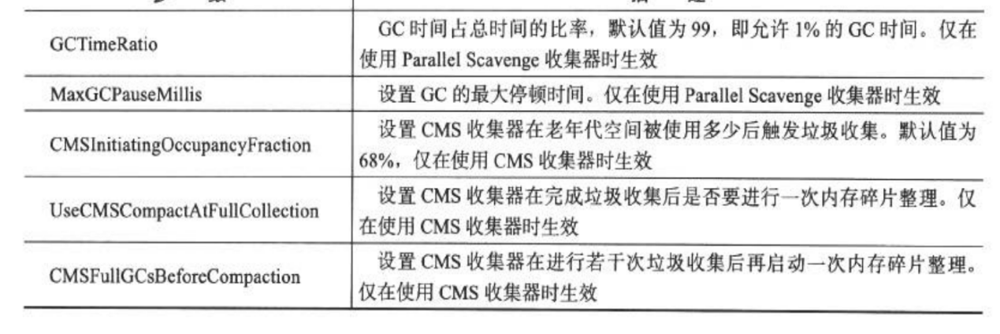 GCTimeRatio
GC 时间占总时间的比率，默认值为 99，即允许 1% 的 GC 时间。仅在
使用 Parallel Scavenge 收集器时生效
MaxGCPauseMillis
设置 GC 的最大停顿时间。仅在使用 Parallel Scavenge 收集器时生效
CMSInitiatingOccupancyFraction
设置 CMS 收集器在老年代空间被使用多少后触发垃圾收集。默认值为
68%，仅在使用 CMS 收集器时生效
UseCMSCompactAtFullCollection
设置 CMS 收集器在完成垃圾收集后是否要进行一次内存碎片整理。仅
在使用 CMS 收集器时生效
CMSFullGCsBeforeCompaction
设置 CMS 收集器在进行若干次垃圾收集后再启动一次内存碎片整理。
仅在使用 CMS 收集器时生效